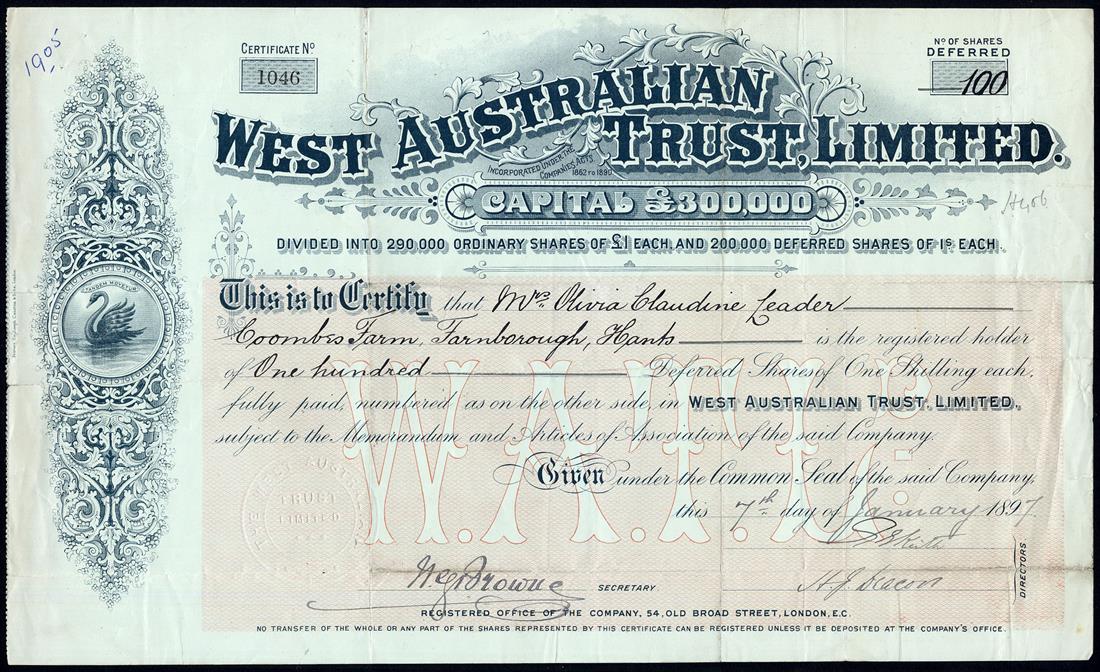 1905
CERTIFICATE No
1046
No OF SHARES
DEFERRED
100
WEST AUSTRALIAN TRUST, LIMITED.
INCORPORATED UNDER THE
COMPANIES ACTS
1862 TO 1890
CAPITAL £300,000
DIVIDED INTO 290.000 ORDINARY SHARES OF £1 EACH, AND 200.000 DEFERRED SHARES OF 1s EACH.
TANDEM MOVETUR
This is to Certify that Mrs. Olivia Claudine Leader
Coombes Farm, Farnborough, Hants is the registered holder
of One hundred Deferred Shares of One Shilling each,
fully paid, numbered as on the other side, in WEST AUSTRALIAN TRUST. LIMITED.
subject to the Memorandum and Articles of Association of the said Company.
W.A.T.LD.
TRUST
LIMITED
Given under the Common Seal of the said Company,
this 7th day of January 1897
W.G. Browne SECRETARY H.J. Deacon
DIRECTORS
REGISTERED OFFICE OF THE COMPANY, 54, OLD BROAD STREET, LONDON, E.C.
NO TRANSFER OF THE WHOLE OR ANY PART OF THE SHARES REPRESENTED BY THIS CERTIFICATE CAN BE REGISTERED UNLESS IT BE DEPOSITED AT THE COMPANY'S OFFICE.